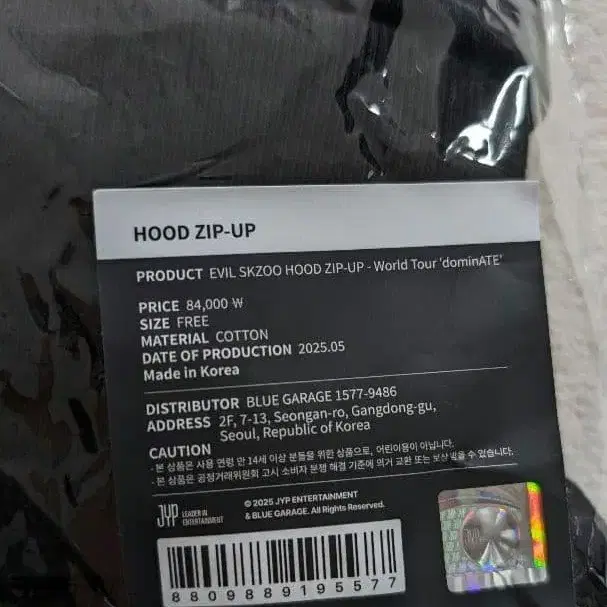 HOOD ZIP-UP
PRODUCT EVIL SKZOO HOOD ZIP-UP - World Tour 'dominATE'
PRICE 84,000 ₩
SIZE FREE
MATERIAL COTTON
DATE OF PRODUCTION 2025.05
Made in Korea
DISTRIBUTOR BLUE GARAGE 1577-9486
ADDRESS 2F, 7-13, Seongan-ro, Gangdong-gu,
Seoul, Republic of Korea
CAUTION
- 본 상품은 사용 연령 만 14세 이상 분들을 위한 상품으로, 어린이용이 아닙니다.
- 본 상품은 공정거래위원회 고시 소비자 분쟁 해결 기준에 의거 교환 또는 보상 받을 수 있습니다.
JYP LEADER IN
ENTERTAINMENT
© 2025 JYP ENTERTAINMENT
& BLUE GARAGE. All Rights Reserved.
8809889195577